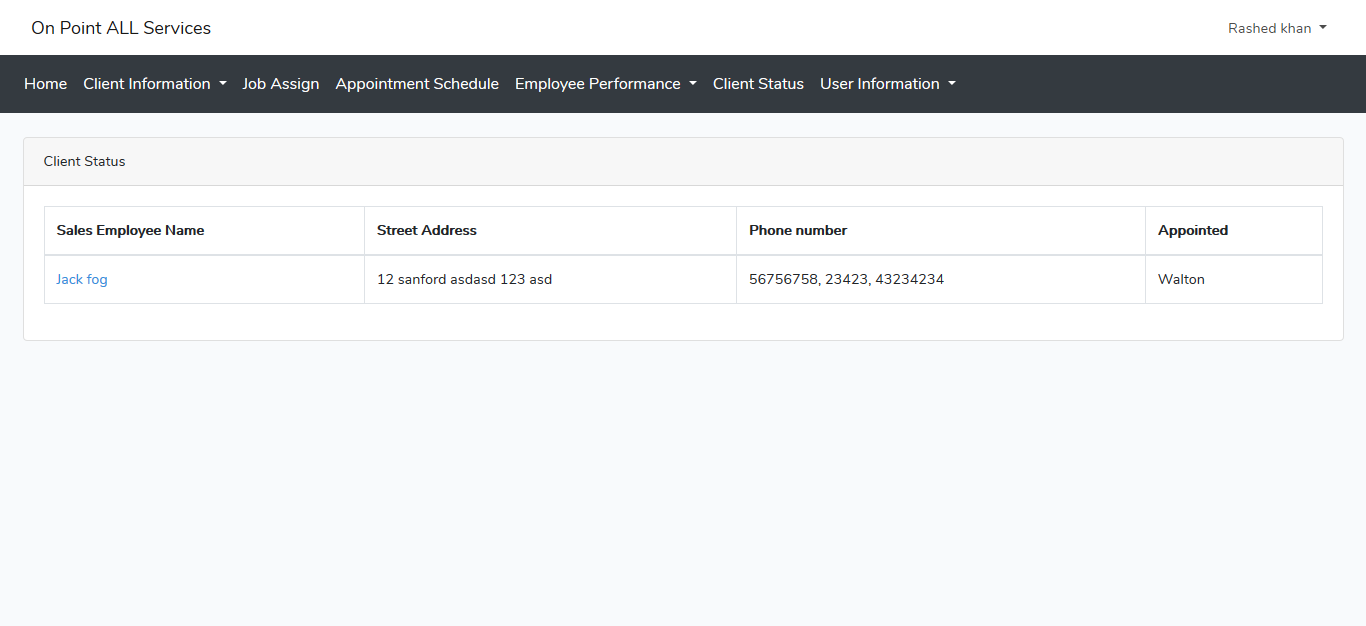 On Point ALL Services
Rashed khan
Home Client Information Job Assign Appointment Schedule Employee Performance Client Status User Information
Client Status
Sales Employee Name Street Address Phone number Appointed
Jack fog 12 sanford asdasd 123 asd 56756758, 23423, 43234234 Walton